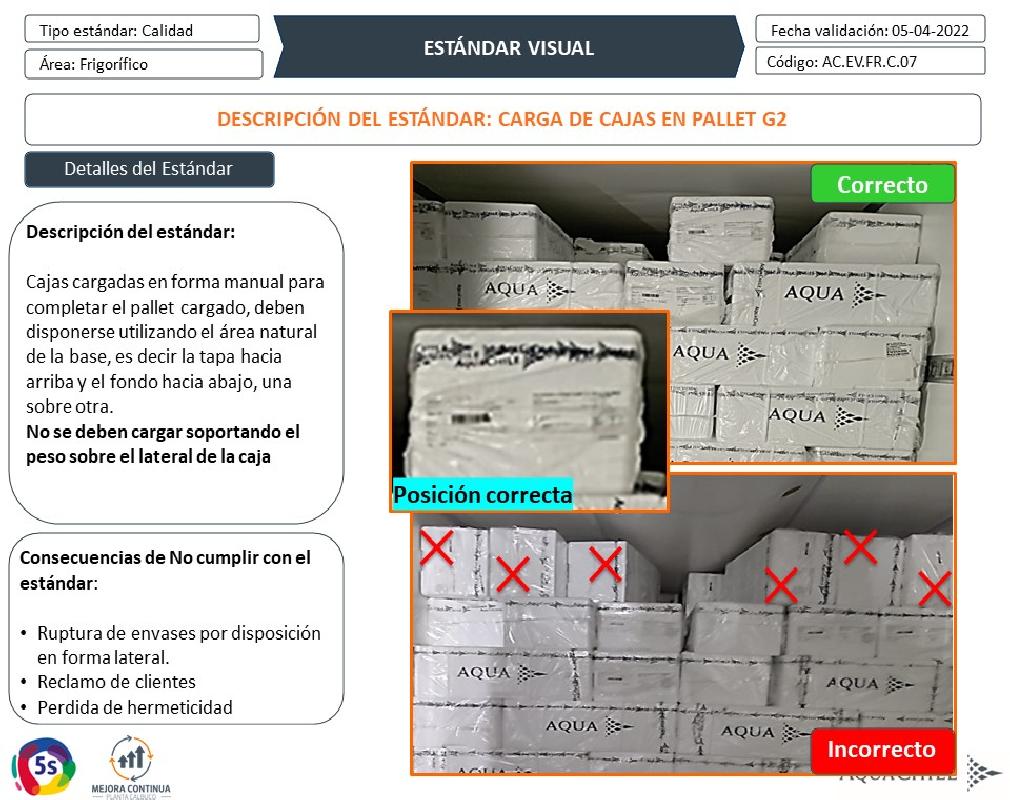 Tipo estándar: Calidad
Área: Frigorífico
ESTÁNDAR VISUAL
Fecha validación: 05-04-2022
Código: AC.EV.FR.C.07
DESCRIPCIÓN DEL ESTÁNDAR: CARGA DE CAJAS EN PALLET G2
Detalles del Estándar
Descripción del estándar:
Cajas cargadas en forma manual para
completar el pallet cargado, deben
disponerse utilizando el área natural
de la base, es decir la tapa hacia
arriba y el fondo hacia abajo, una
sobre otra.
No se deben cargar soportando el
peso sobre el lateral de la caja
Consecuencias de No cumplir con el
estándar:
• Ruptura de envases por disposición
en forma lateral.
• Reclamo de clientes
• Perdida de hermeticidad
5s
MEJORA CONTINUA
PLANTA CALBUCO
Correcto
AQUA
AQUA
AQUA
AQUA
Posición correcta
AQUA
AQUA
AQUA
AQUA
AQUA
Incorrecto
AQUACHILE